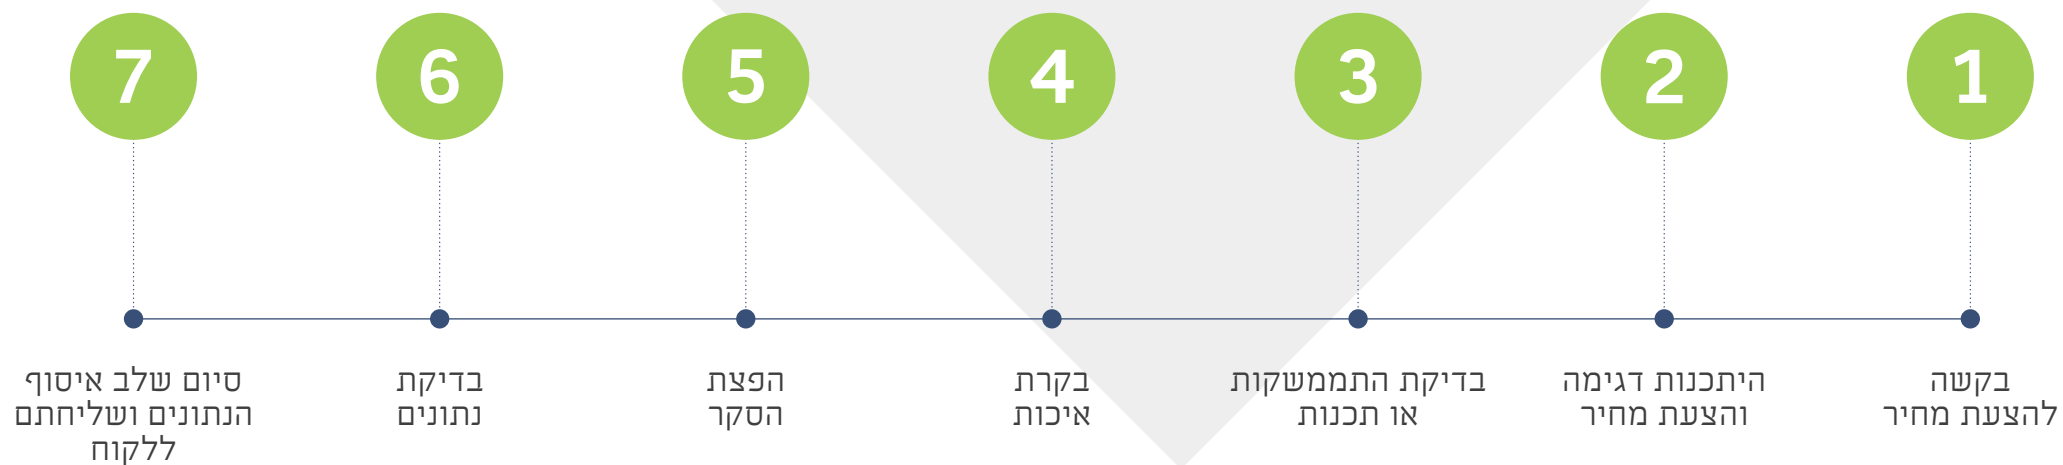 1
בקשה
להצעת מחיר
2
היתכנות דגימה
והצעת מחיר
3
בדיקת התממשקות
או תכנות
4
בקרת
איכות
5
הפצת
הסקר
6
בדיקת
נתונים
7
סיום שלב איסוף
הנתונים ושליחתם
ללקוח